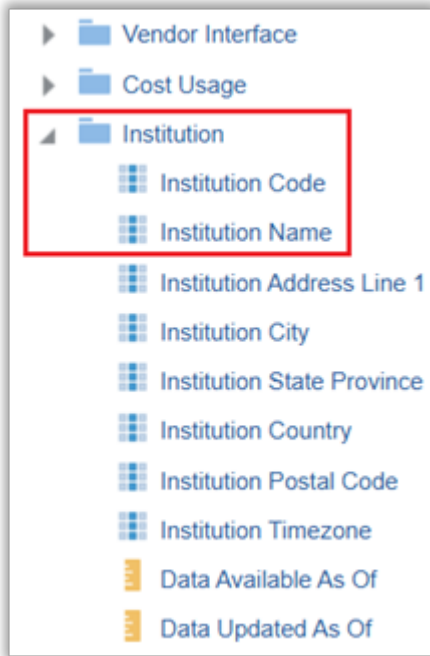 Vendor Interface
Cost Usage
Institution
Institution Code
Institution Name
Institution Address Line 1
Institution City
Institution State Province
Institution Country
Institution Postal Code
Institution Timezone
Data Available As Of
Data Updated As Of